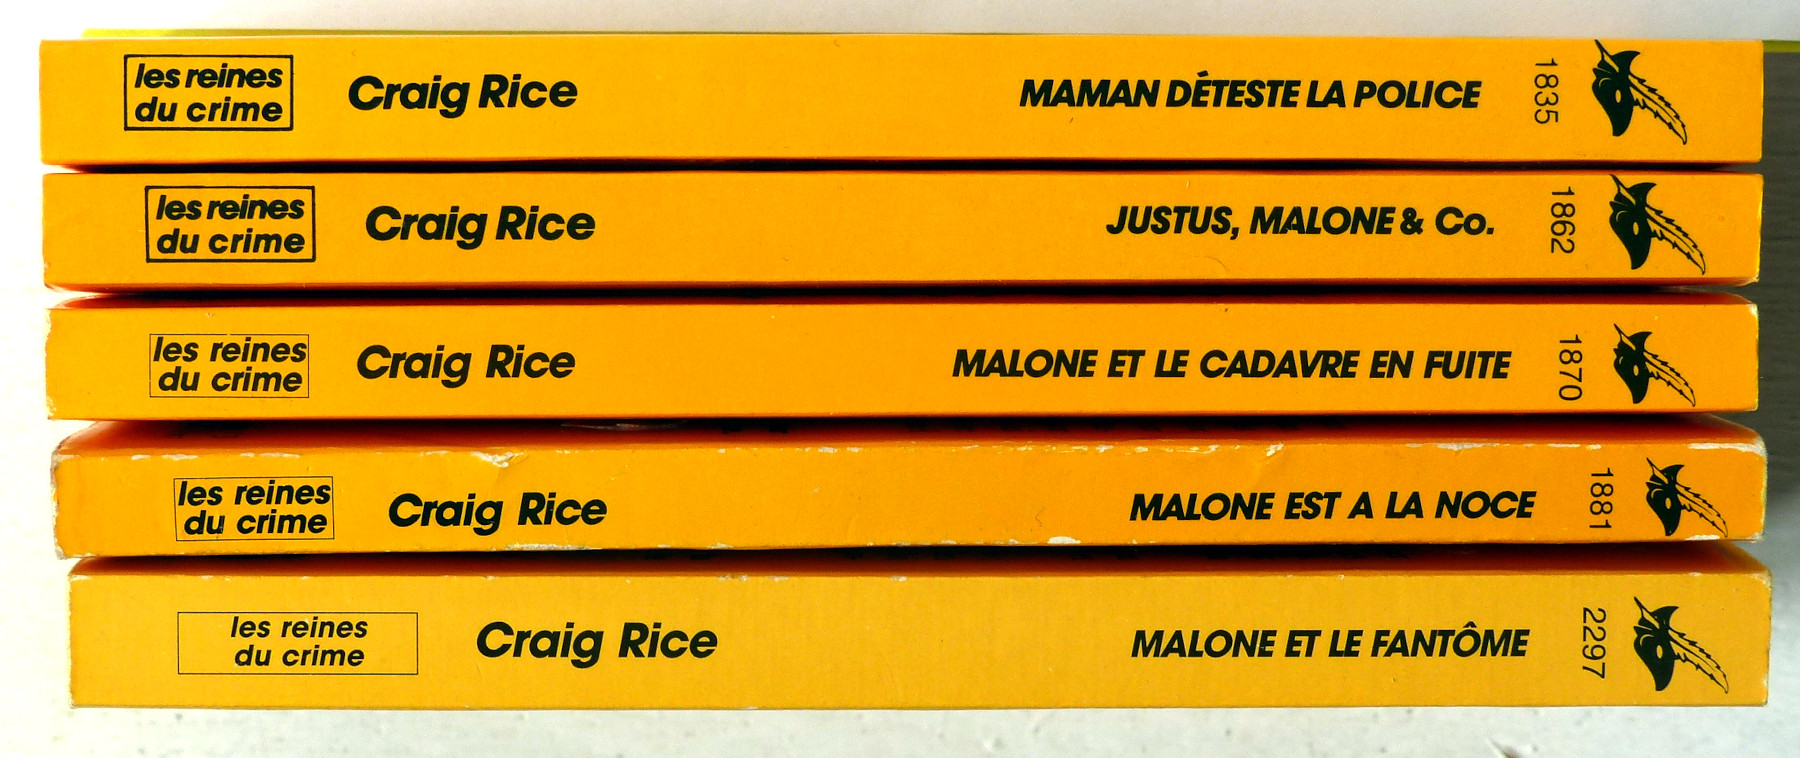 les reines
du crime
Craig Rice
MAMAN DÉTESTE LA POLICE
1835
les reines
du crime
Craig Rice
JUSTUS, MALONE & Co.
1862
les reines
du crime
Craig Rice
MALONE ET LE CADAVRE EN FUITE
1870
les reines
du crime
Craig Rice
MALONE EST A LA NOCE
1881
les reines
du crime
Craig Rice
MALONE ET LE FANTÔME
2297